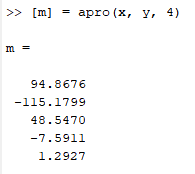 >> [m] = apro(x, y, 4)
m =
94.8676
-115.1799
48.5470
-7.5911
1.2927